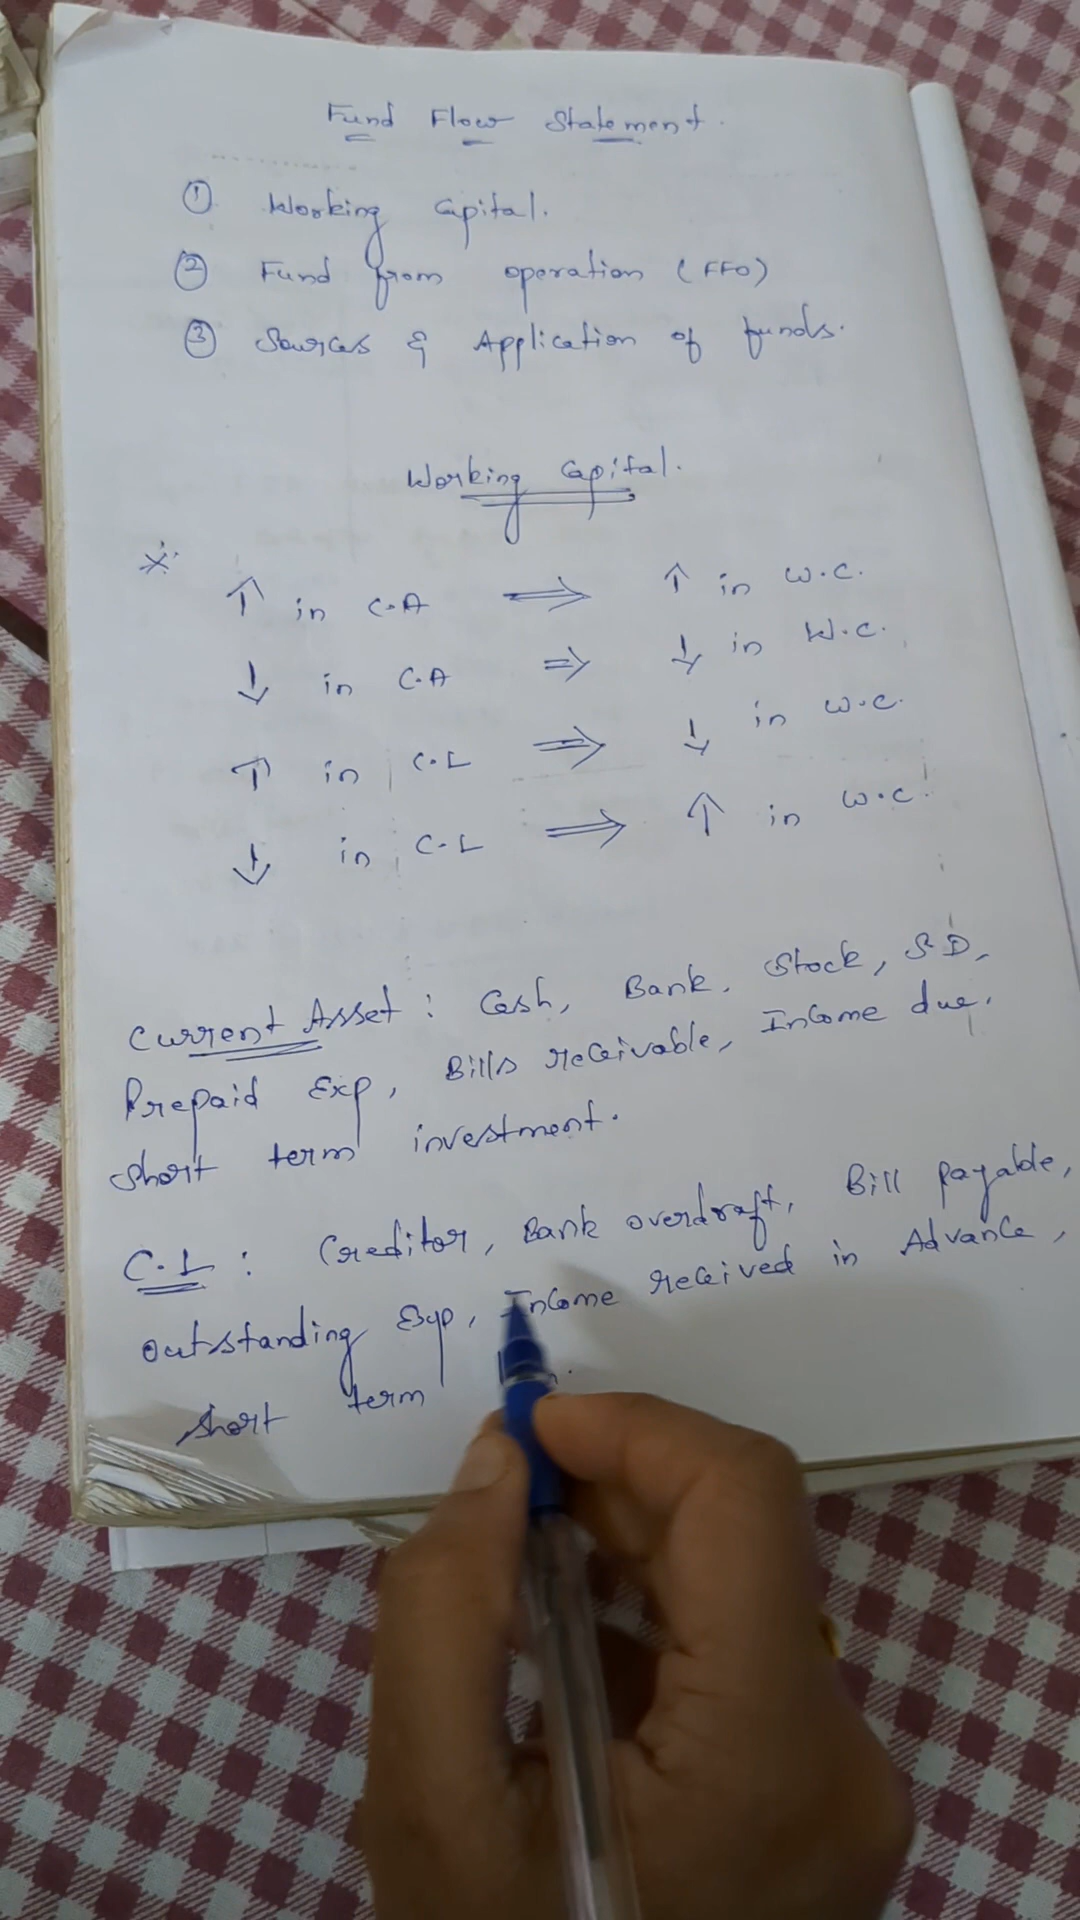 Fund Flow Statement.
① Working Capital.
② Fund from operation (FFO)
③ Sources & Application of funds.
Working Capital.
↑ in C.A ⇒ ↑ in W.C.
↓ in C.A ⇒ ↓ in W.C.
↑ in C.L ⇒ ↓ in W.C.
↓ in C.L ⇒ ↑ in W.C.
Current Asset : Cash, Bank, Stock, S.D,
Prepaid Exp, Bills receivable, Income due,
Short term investment.
C.L : Creditor, Bank overdraft, Bill payable,
Outstanding Exp, Income received in Advance,
Short term